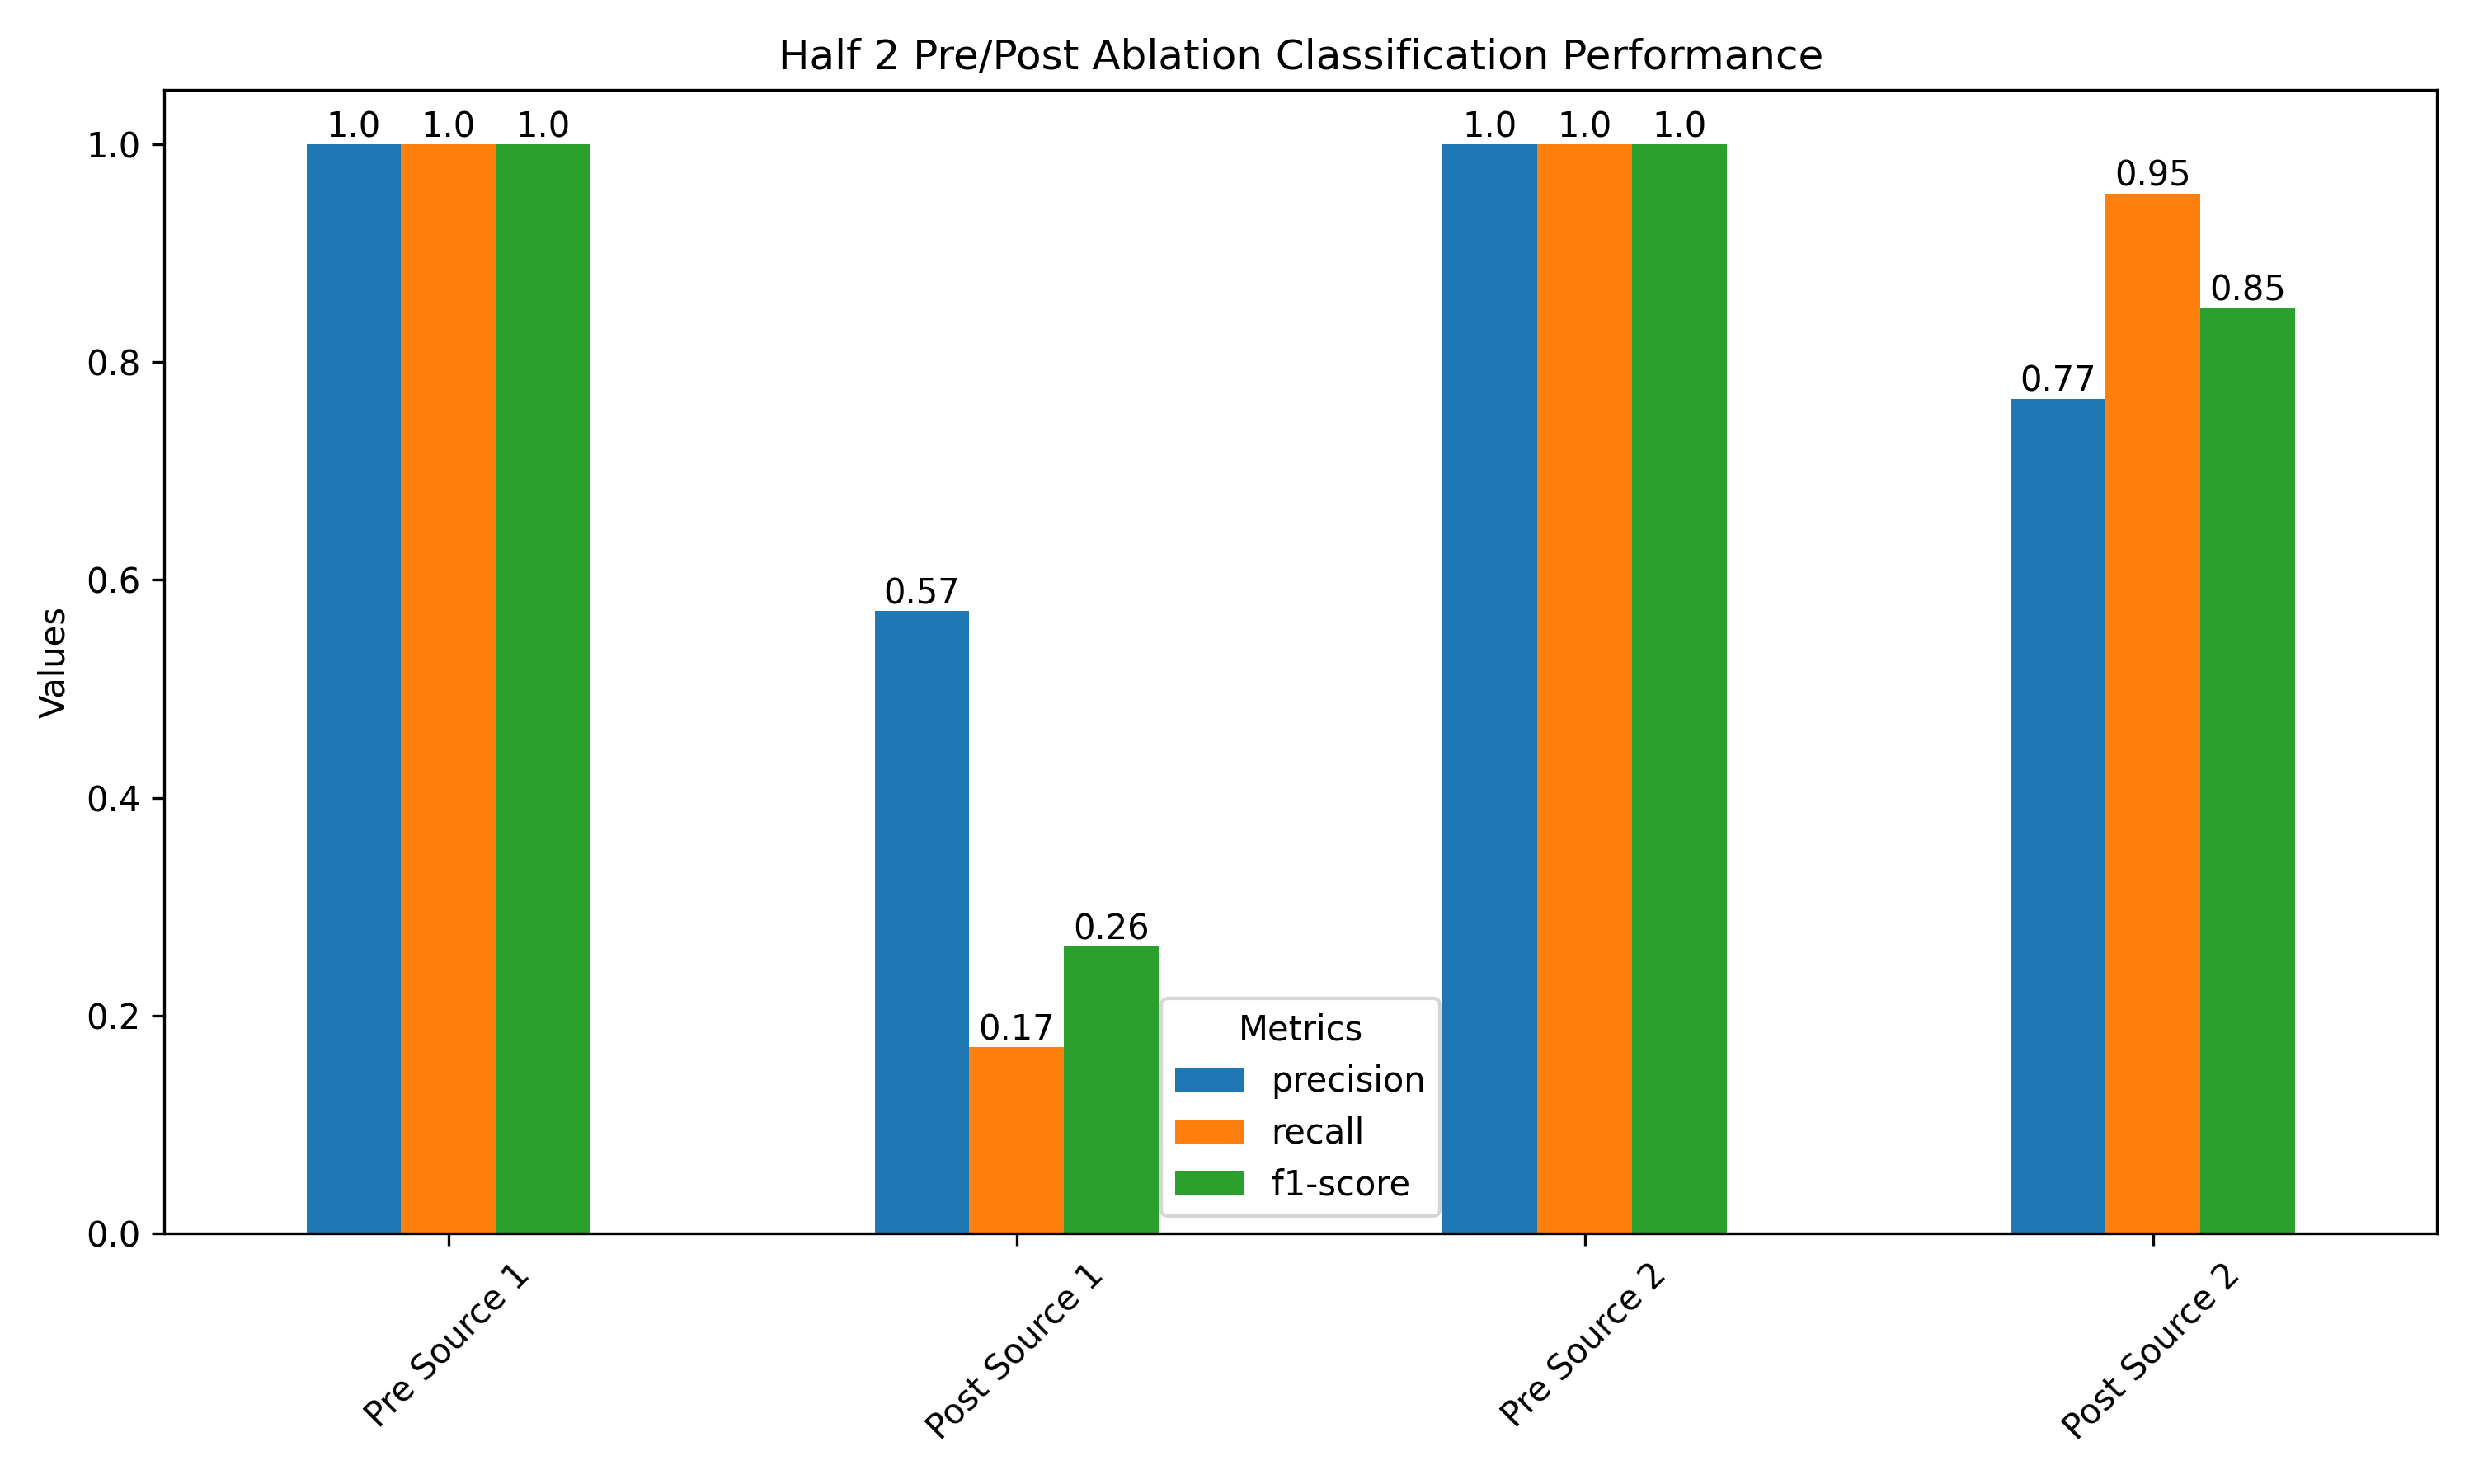 Half 2 Pre/Post Ablation Classification Performance
1.0 1.0 1.0
0.57
0.17
0.26
1.0 1.0 1.0
0.77
0.95
0.85
1.0
0.8
0.6
0.4
0.2
0.0
Values
Metrics
precision
recall
f1-score
Pre Source 1
Post Source 1
Pre Source 2
Post Source 2